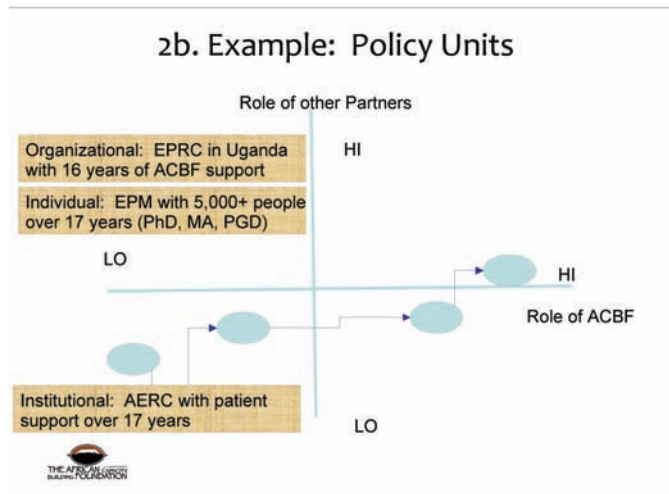 2b. Example: Policy Units
Role of other Partners
Organizational: EPRC in Uganda
with 16 years of ACBF support
HI
Individual: EPM with 5,000+ people
over 17 years (PhD, MA, PGD)
LO
HI
Role of ACBF
Institutional: AERC with patient
support over 17 years
LO
THE AFRICAN CAPACITY
BUILDING FOUNDATION